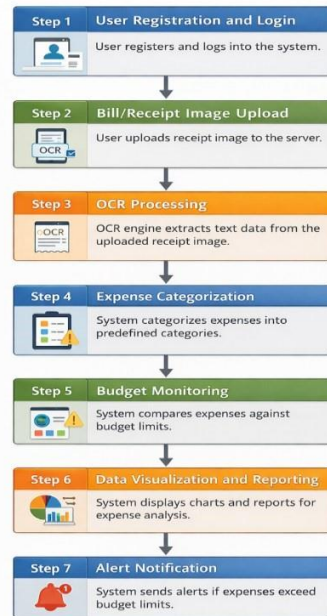 Step 1 User Registration and Login
User registers and logs into the system.
Step 2 Bill/Receipt Image Upload
OCR
User uploads receipt image to the server.
Step 3 OCR Processing
OCR
OCR engine extracts text data from the
uploaded receipt image.
Step 4 Expense Categorization
System categorizes expenses into
predefined categories.
Step 5 Budget Monitoring
System compares expenses against
budget limits.
Step 6 Data Visualization and Reporting
System displays charts and reports for
expense analysis.
Step 7 Alert Notification
1
System sends alerts if expenses exceed
budget limits.